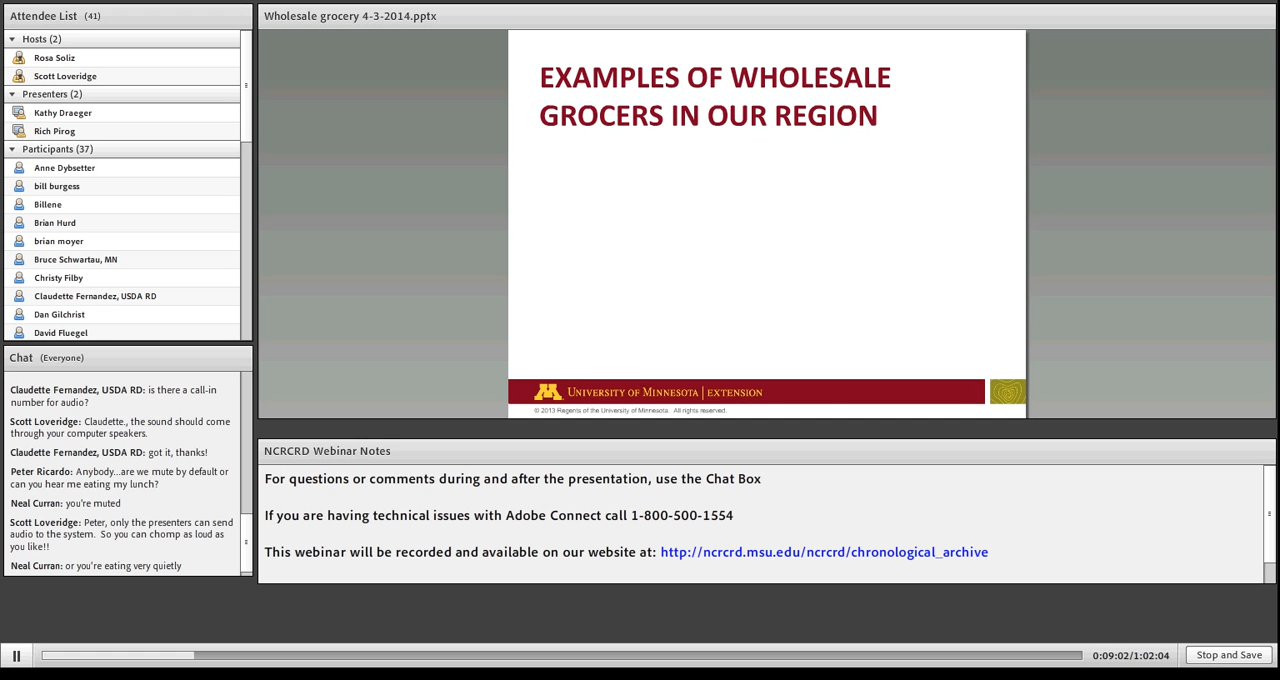 Attendee List (41)
Hosts (2)
Rosa Soliz
Scott Loveridge
Presenters (2)
Kathy Draeger
Rich Pirog
Participants (37)
Anne Dybsetter
bill burgess
Billene
Brian Hurd
brian moyer
Bruce Schwartau, MN
Christy Filby
Claudette Fernandez, USDA RD
Dan Gilchrist
David Fluegel
Chat (Everyone)
Claudette Fernandez, USDA RD: is there a call-in
number for audio?
Scott Loveridge: Claudette., the sound should come
through your computer speakers.
Claudette Fernandez, USDA RD: got it, thanks!
Peter Ricardo: Anybody...are we mute by default or
can you hear me eating my lunch?
Neal Curran: you're muted
Scott Loveridge: Peter, only the presenters can send
audio to the system. So you can chomp as loud as
you like!!
Neal Curran: or you're eating very quietly
Wholesale grocery 4-3-2014.pptx
EXAMPLES OF WHOLESALE
GROCERS IN OUR REGION
UNIVERSITY OF MINNESOTA | EXTENSION
© 2013 Regents of the University of Minnesota. All rights reserved.
NCRCRD Webinar Notes
For questions or comments during and after the presentation, use the Chat Box
If you are having technical issues with Adobe Connect call 1-800-500-1554
This webinar will be recorded and available on our website at: http://ncrcrd.msu.edu/ncrcrd/chronological_archive
0:09:02/1:02:04
Stop and Save